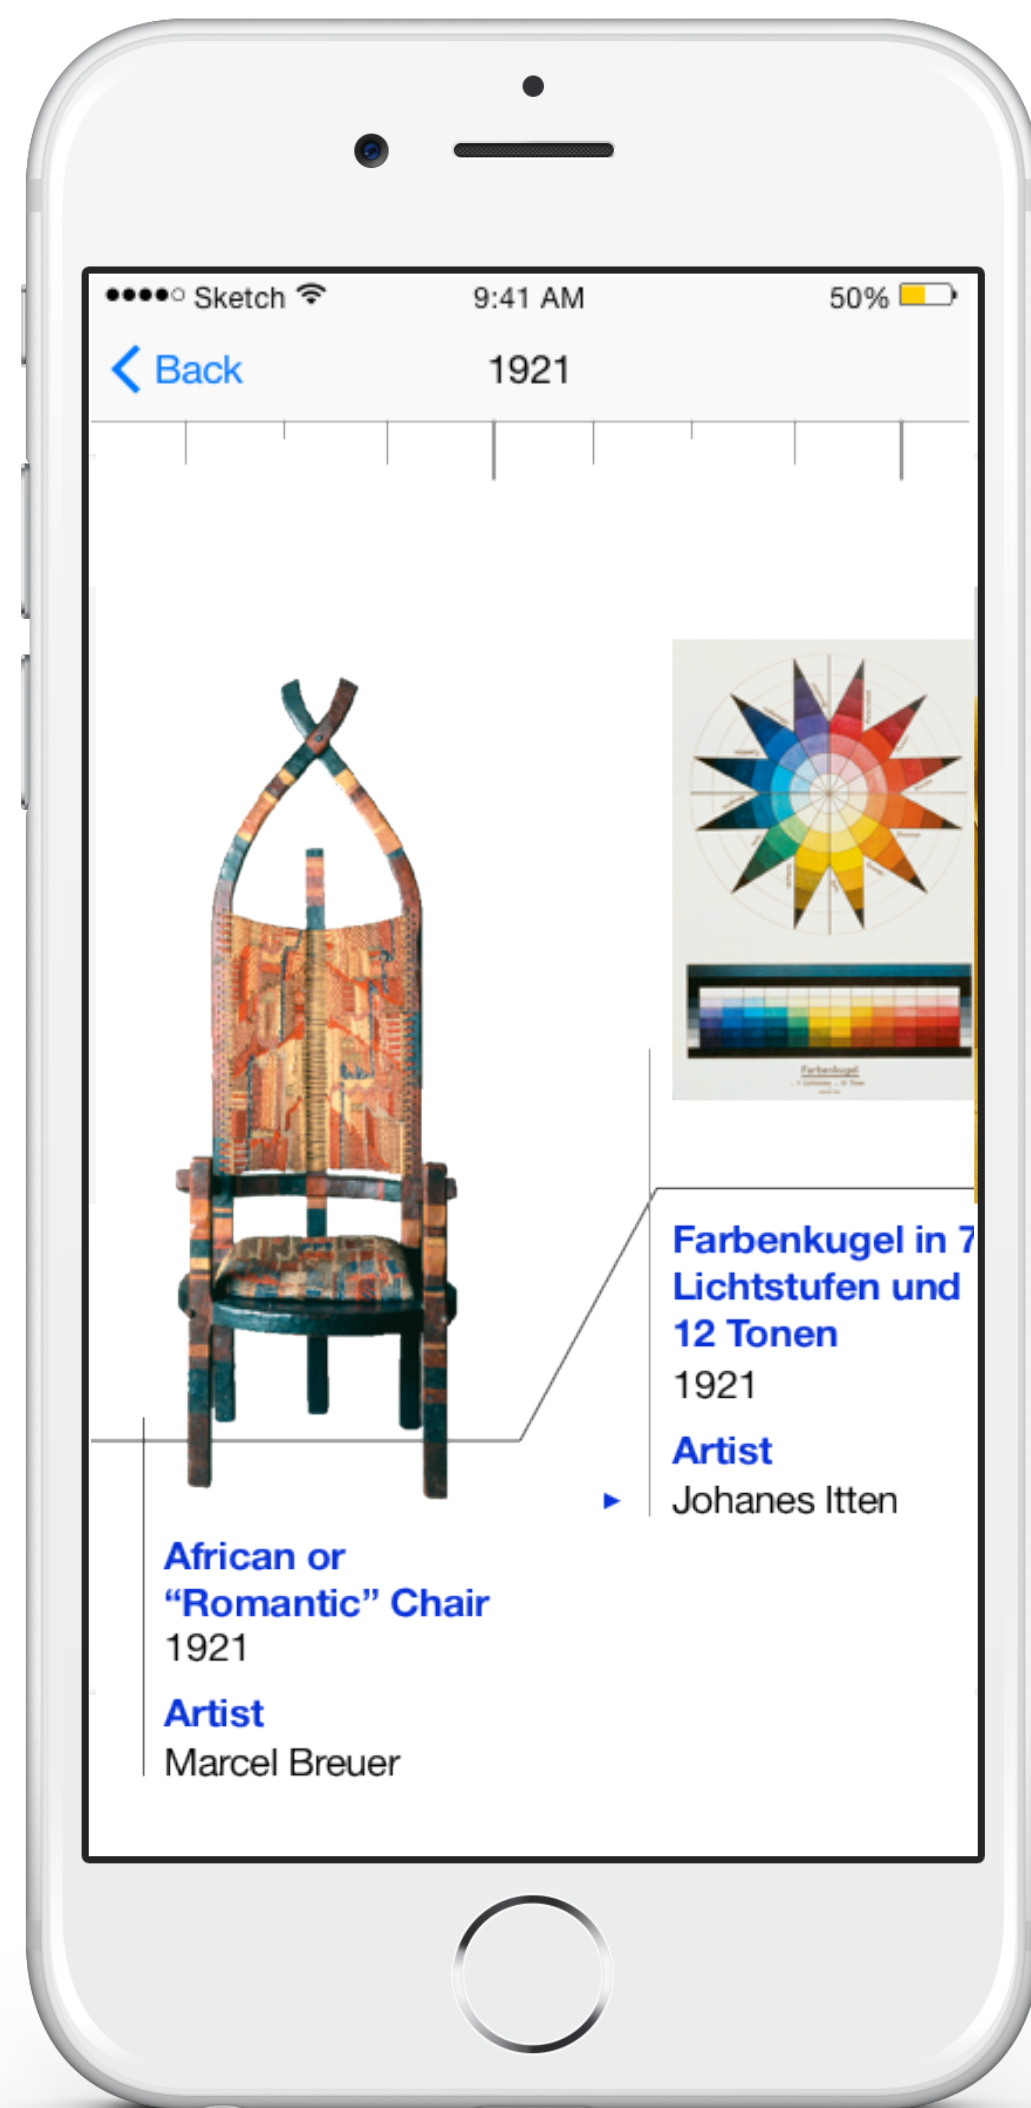 Sketch 9:41 AM 50%
Back 1921
Farbenkugel
Farbenkugel in 7
Lichtstufen und
12 Tonen
1921
Artist
Johanes Itten
African or
“Romantic” Chair
1921
Artist
Marcel Breuer